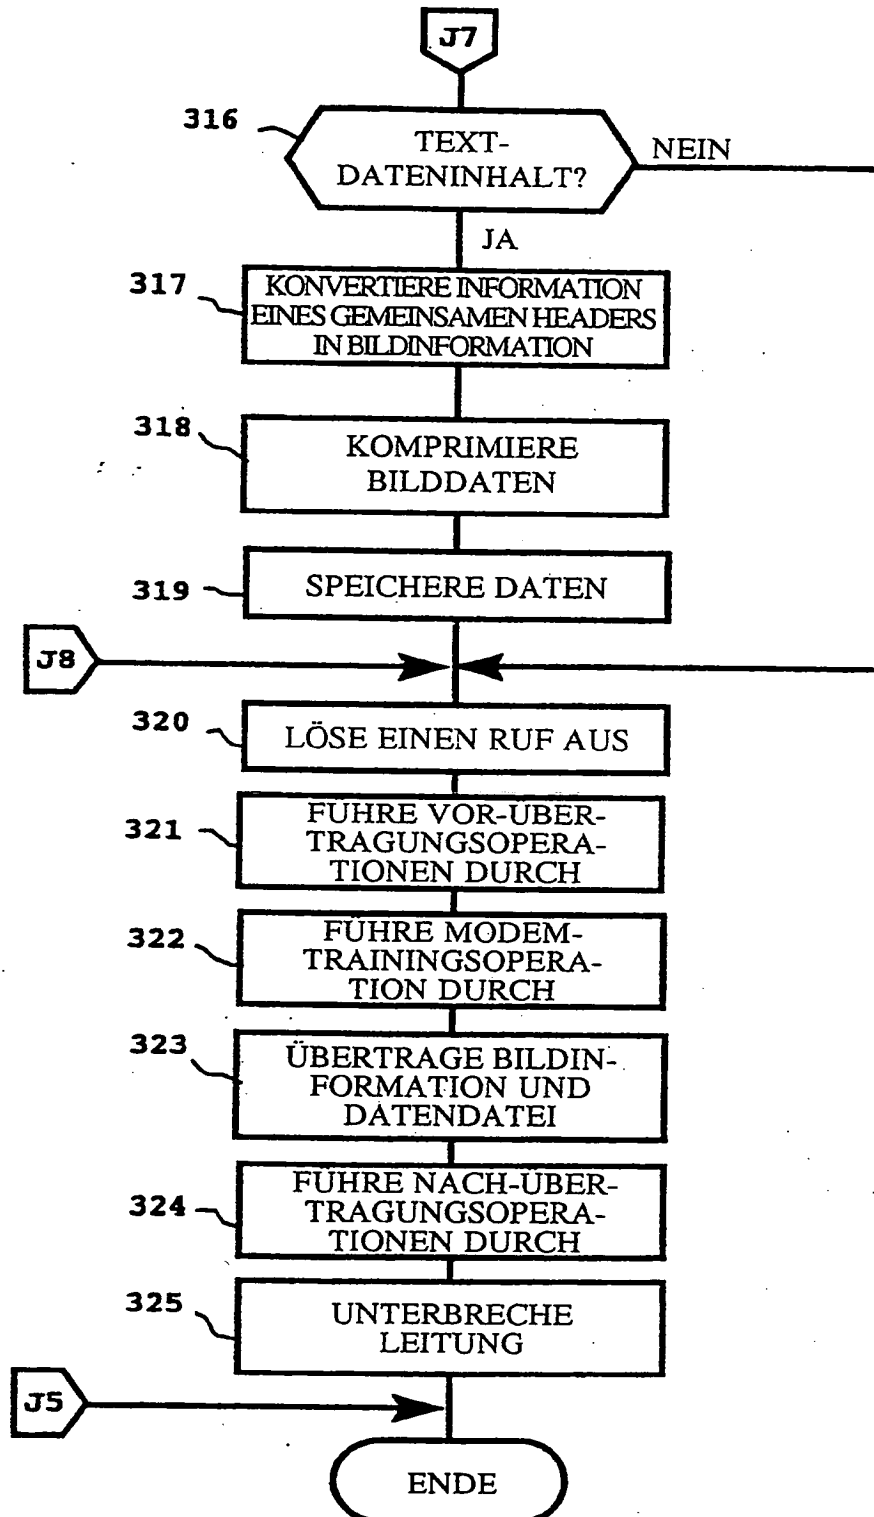 J7
316
TEXT-
DATENINHALT?
NEIN
JA
317
KONVERTIERE INFORMATION
EINES GEMEINSAMEN HEADERS
IN BILDINFORMATION
318
KOMPRIMIERE
BILDDATEN
319
SPEICHERE DATEN
J8
320
LÖSE EINEN RUF AUS
321
FÜHRE VOR-ÜBER-
TRAGUNGSOPERA-
TIONEN DURCH
322
FÜHRE MODEM-
TRAININGSOPERA-
TION DURCH
323
ÜBERTRAGE BILDIN-
FORMATION UND
DATENDATEI
324
FÜHRE NACH-ÜBER-
TRAGUNGSOPERA-
TIONEN DURCH
325
UNTERBRECHE
LEITUNG
J5
ENDE